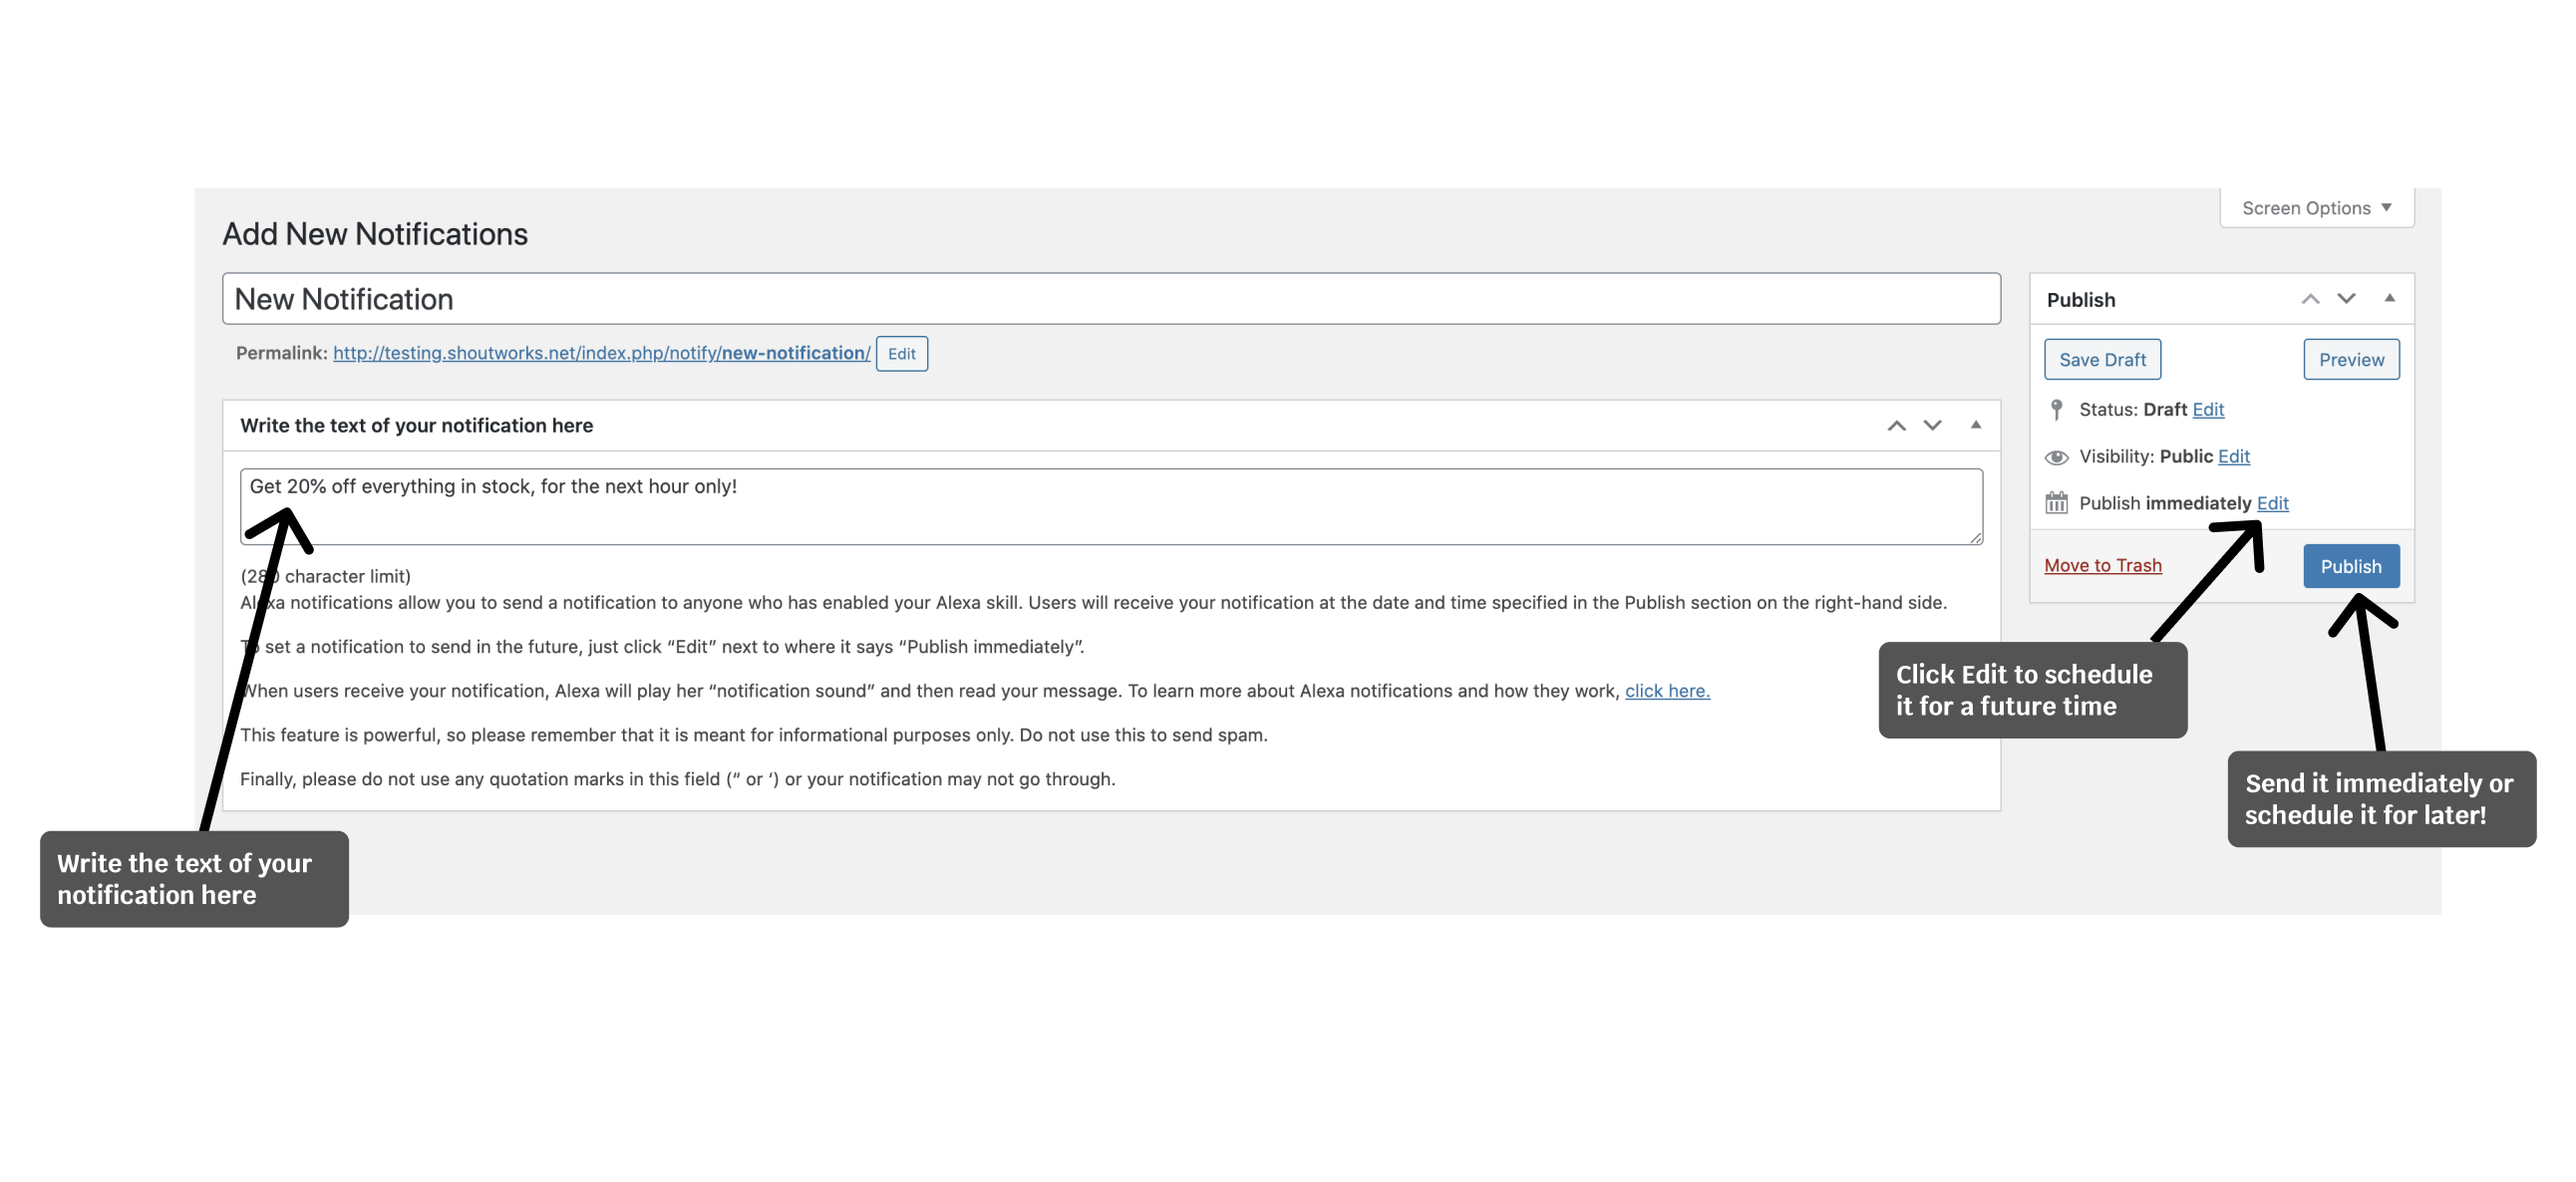 Screen Options
Add New Notifications
New Notification
Permalink: http://testing.shoutworks.net/index.php/notify/new-notification/ Edit
Write the text of your notification here
Get 20% off everything in stock, for the next hour only!
(280 character limit)
Alexa notifications allow you to send a notification to anyone who has enabled your Alexa skill. Users will receive your notification at the date and time specified in the Publish section on the right-hand side.
To set a notification to send in the future, just click “Edit” next to where it says “Publish immediately”.
When users receive your notification, Alexa will play her “notification sound” and then read your message. To learn more about Alexa notifications and how they work, click here.
This feature is powerful, so please remember that it is meant for informational purposes only. Do not use this to send spam.
Finally, please do not use any quotation marks in this field (“ or ‘) or your notification may not go through.
Publish
Save Draft
Preview
Status: Draft Edit
Visibility: Public Edit
Publish immediately Edit
Move to Trash
Publish
Click Edit to schedule
it for a future time
Send it immediately or
schedule it for later!
Write the text of your
notification here